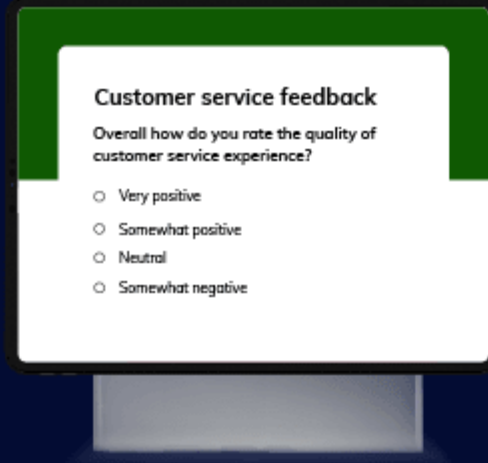 Customer service feedback
Overall how do you rate the quality of
customer service experience?
Very positive
Somewhat positive
Neutral
Somewhat negative